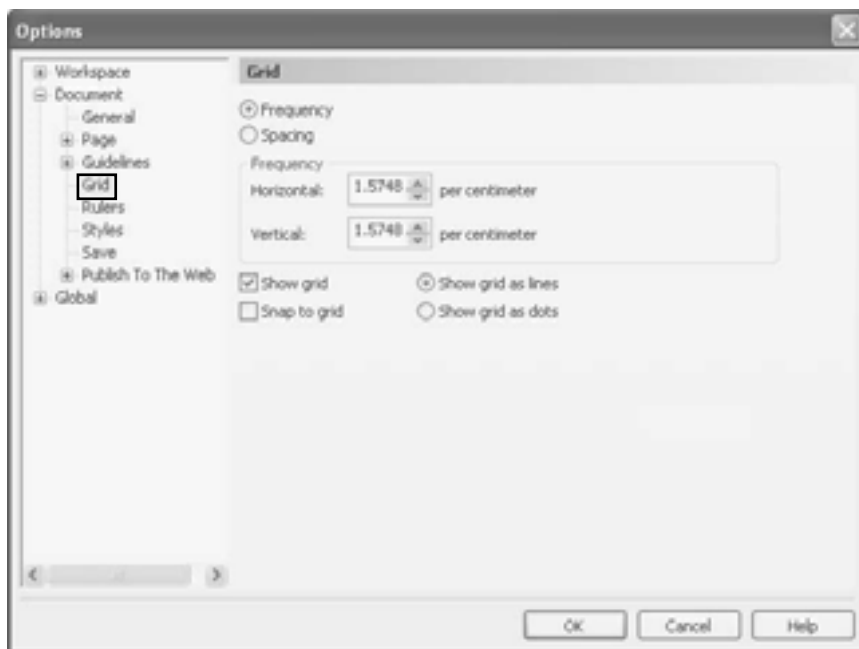 Options
Workspace
Document
General
Page
Guidelines
Grid
Rulers
Styles
Save
Publish To The Web
Global
Grid
Frequency
Spacing
Frequency
Horizontal: 1.5748 per centimeter
Vertical: 1.5748 per centimeter
Show grid Show grid as lines
Snap to grid Show grid as dots
OK Cancel Help